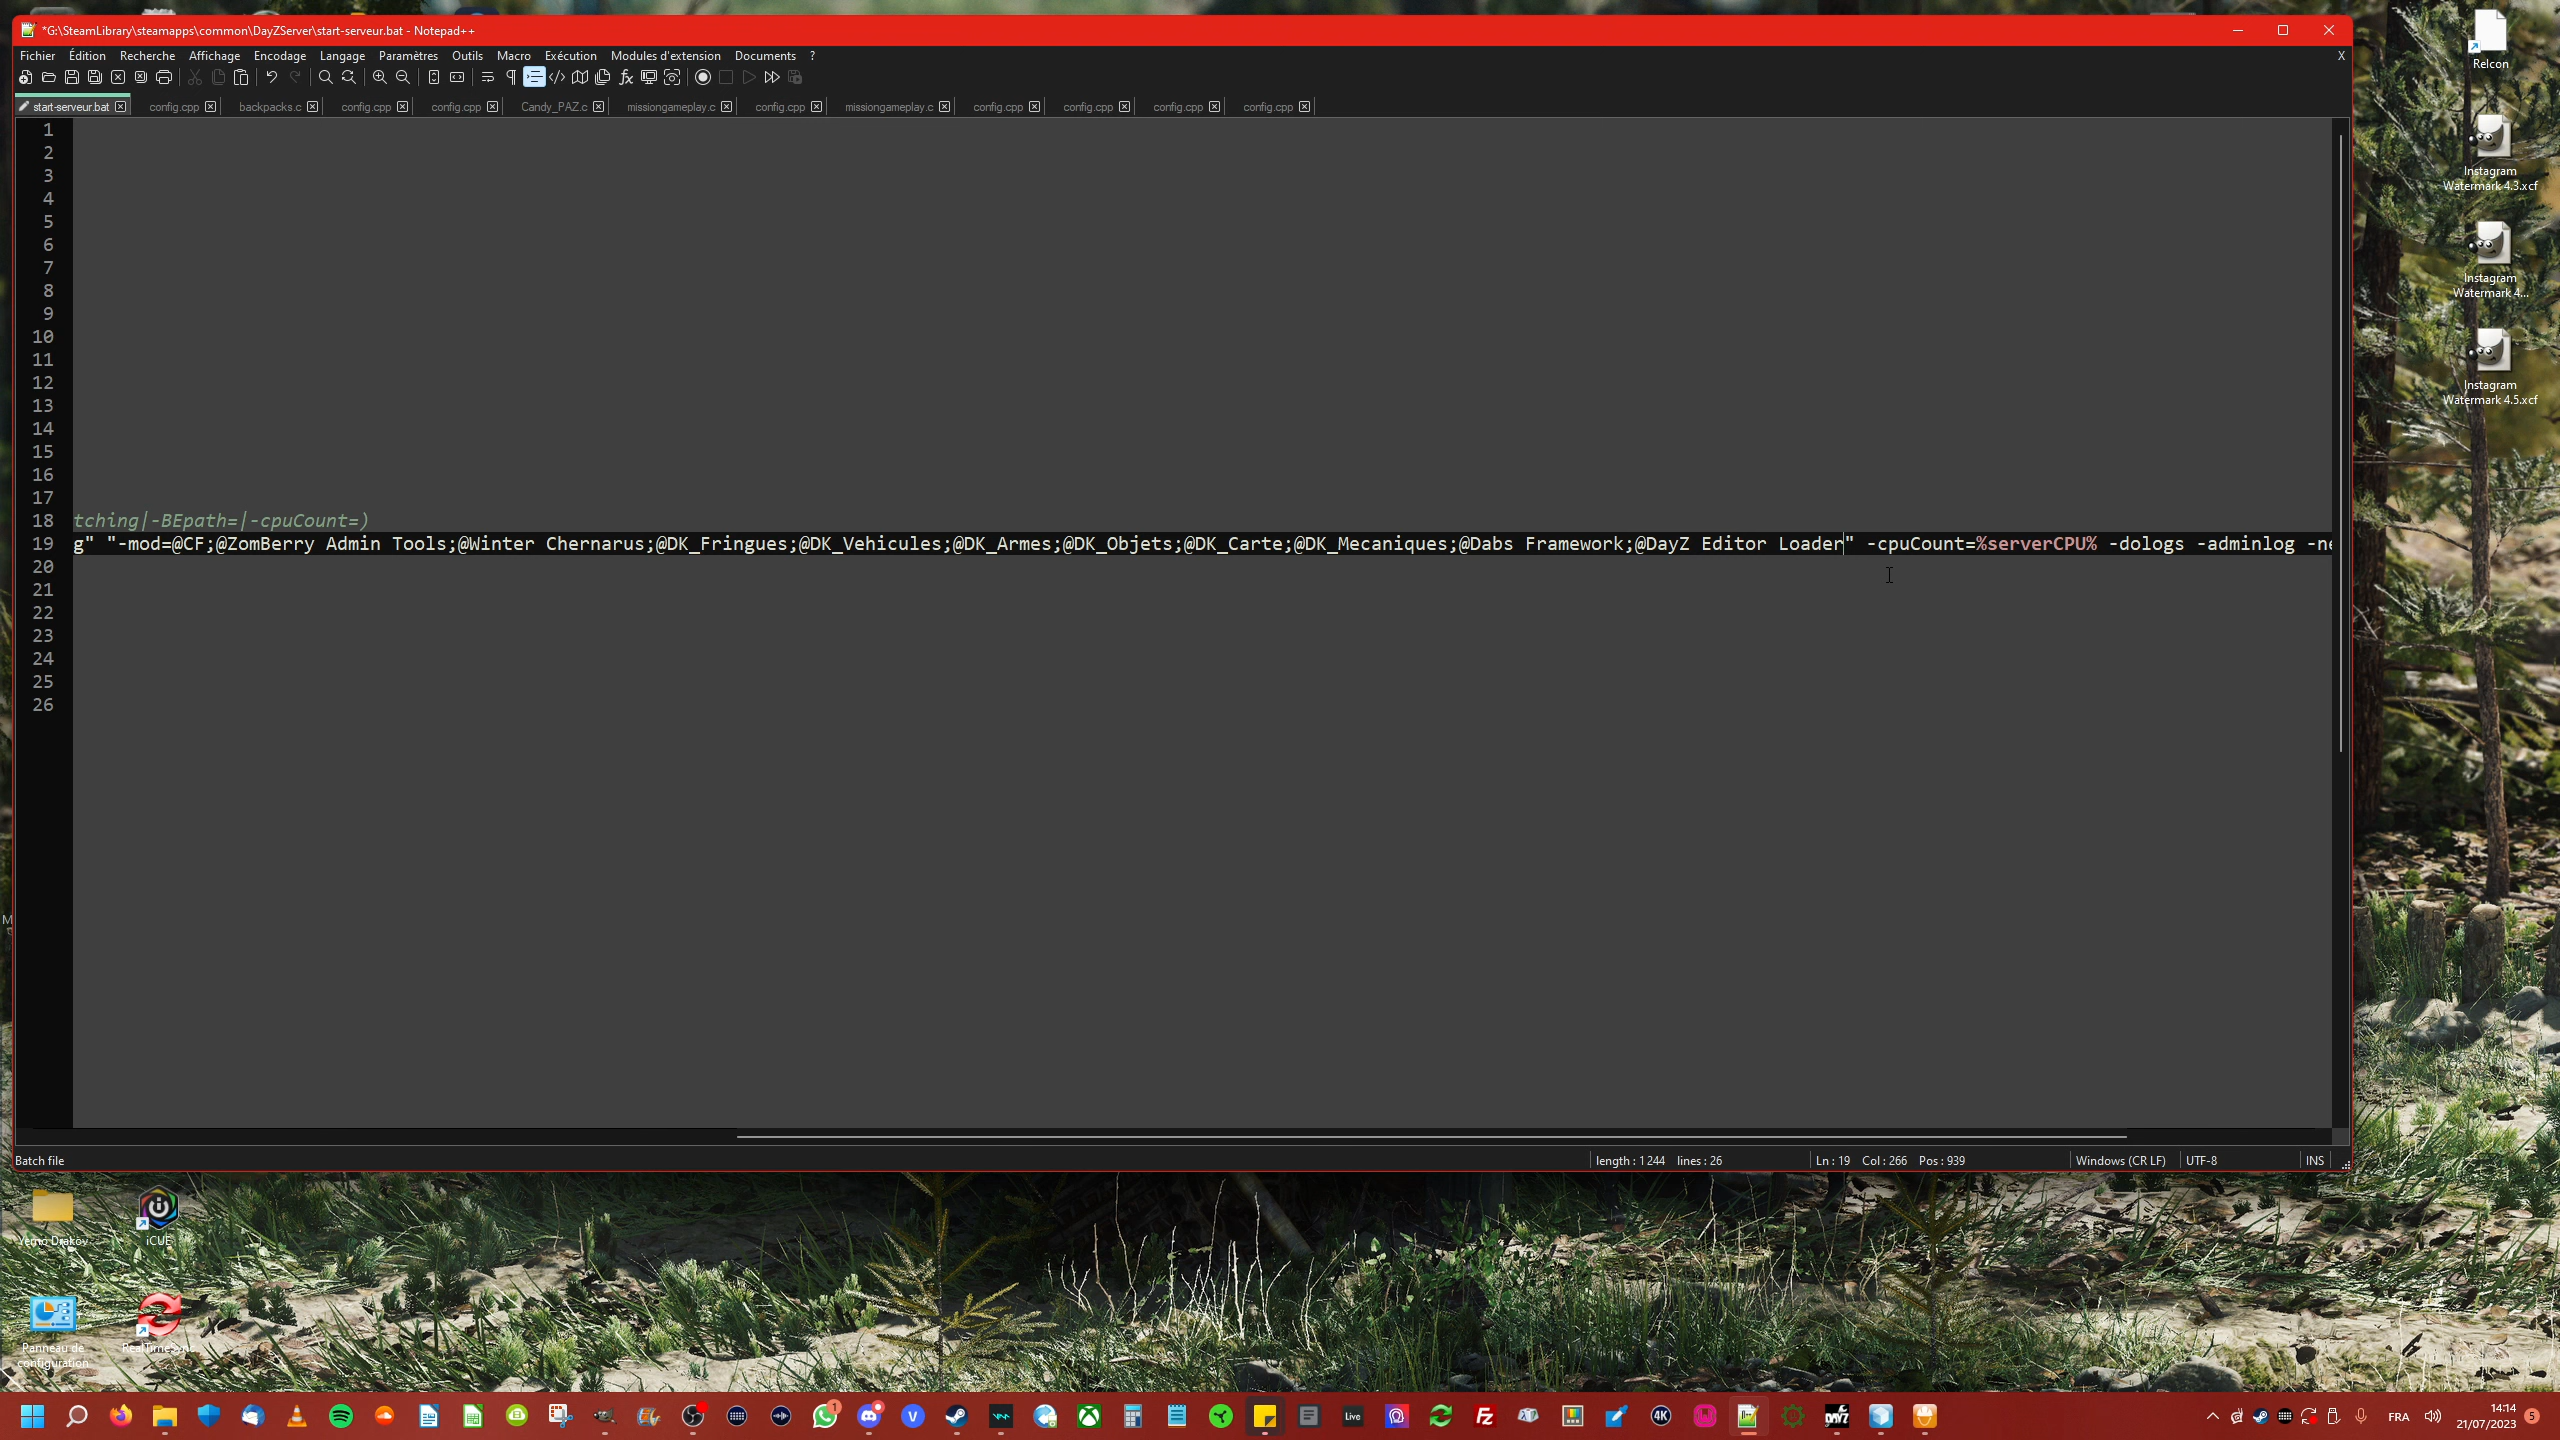 *G:\SteamLibrary\steamapps\common\DayZServer\start-serveur.bat - Notepad++
Fichier Édition Recherche Affichage Encodage Langage Paramètres Outils Macro Exécution Modules d'extension Documents ? X
start-serveur.bat config.cpp backpacks.c config.cpp config.cpp Candy_PAZ.c missiongameplay.c config.cpp missiongameplay.c config.cpp config.cpp config.cpp config.cpp
1
2
3
4
5
6
7
8
9
10
11
12
13
14
15
16
17
18 tching|-BEpath=|-cpuCount=)
19 g" "-mod=@CF;@ZomBerry Admin Tools;@Winter Chernarus;@DK_Fringues;@DK_Vehicules;@DK_Armes;@DK_Objets;@DK_Carte;@DK_Mecaniques;@Dabs Framework;@DayZ Editor Loader" -cpuCount=%serverCPU% -dologs -adminlog -ne
20
21
22
23
24
25
26
Batch file length : 1 244 lines : 26 Ln : 19 Col : 266 Pos : 939 Windows (CR LF) UTF-8 INS
Relcon
Instagram
Watermark 4.3.xcf
Instagram
Watermark 4...
Instagram
Watermark 4.5.xcf
Yemo Drakov
iCUE
Panneau de
configuration
RealTimeSync
Live
4K
DAYZ
FRA
14:14
21/07/2023
5